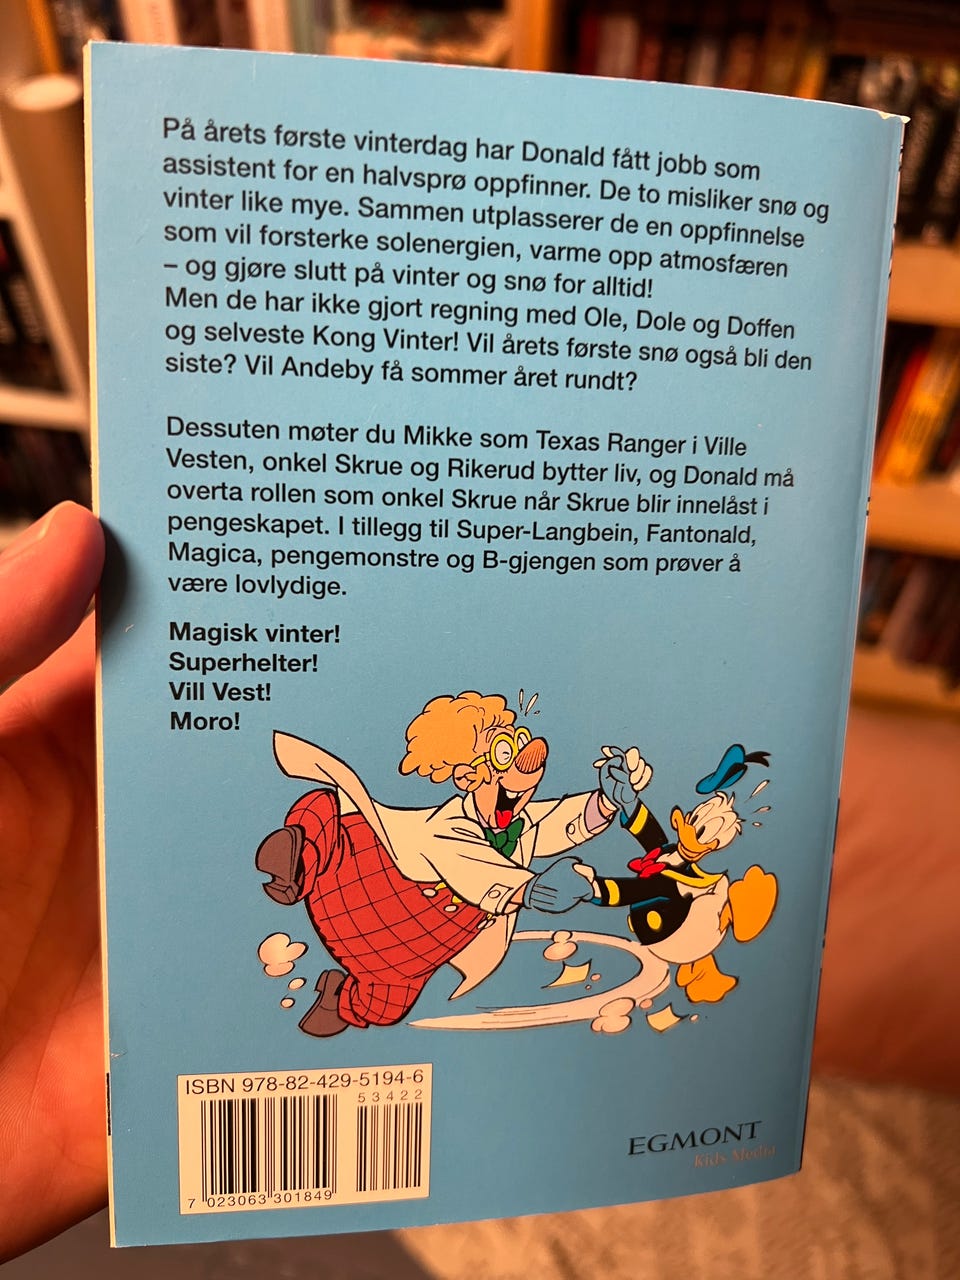 På årets første vinterdag har Donald fått jobb som
assistent for en halvsprø oppfinner. De to misliker snø og
vinter like mye. Sammen utplasserer de en oppfinnelse
som vil forsterke solenergien, varme opp atmosfæren
– og gjøre slutt på vinter og snø for alltid!
Men de har ikke gjort regning med Ole, Dole og Doffen
og selveste Kong Vinter! Vil årets første snø også bli den
siste? Vil Andeby få sommer året rundt?
Dessuten møter du Mikke som Texas Ranger i Ville
Vesten, onkel Skrue og Rikerud bytter liv, og Donald må
overta rollen som onkel Skrue når Skrue blir innelåst i
pengeskapet. I tillegg til Super-Langbein, Fantonald,
Magica, pengemonstre og B-gjengen som prøver å
være lovlydige.
Magisk vinter!
Superhelter!
Vill Vest!
Moro!
ISBN 978-82-429-5194-6
53422
7 023063 301849
EGMONT
Kids Media